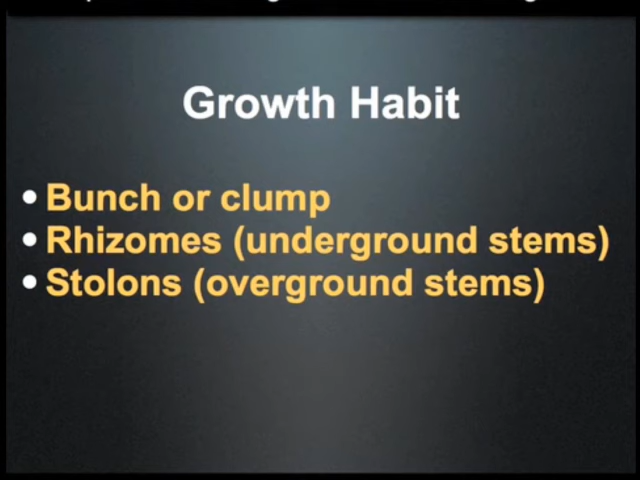 Growth Habit
• Bunch or clump
• Rhizomes (underground stems)
• Stolons (overground stems)